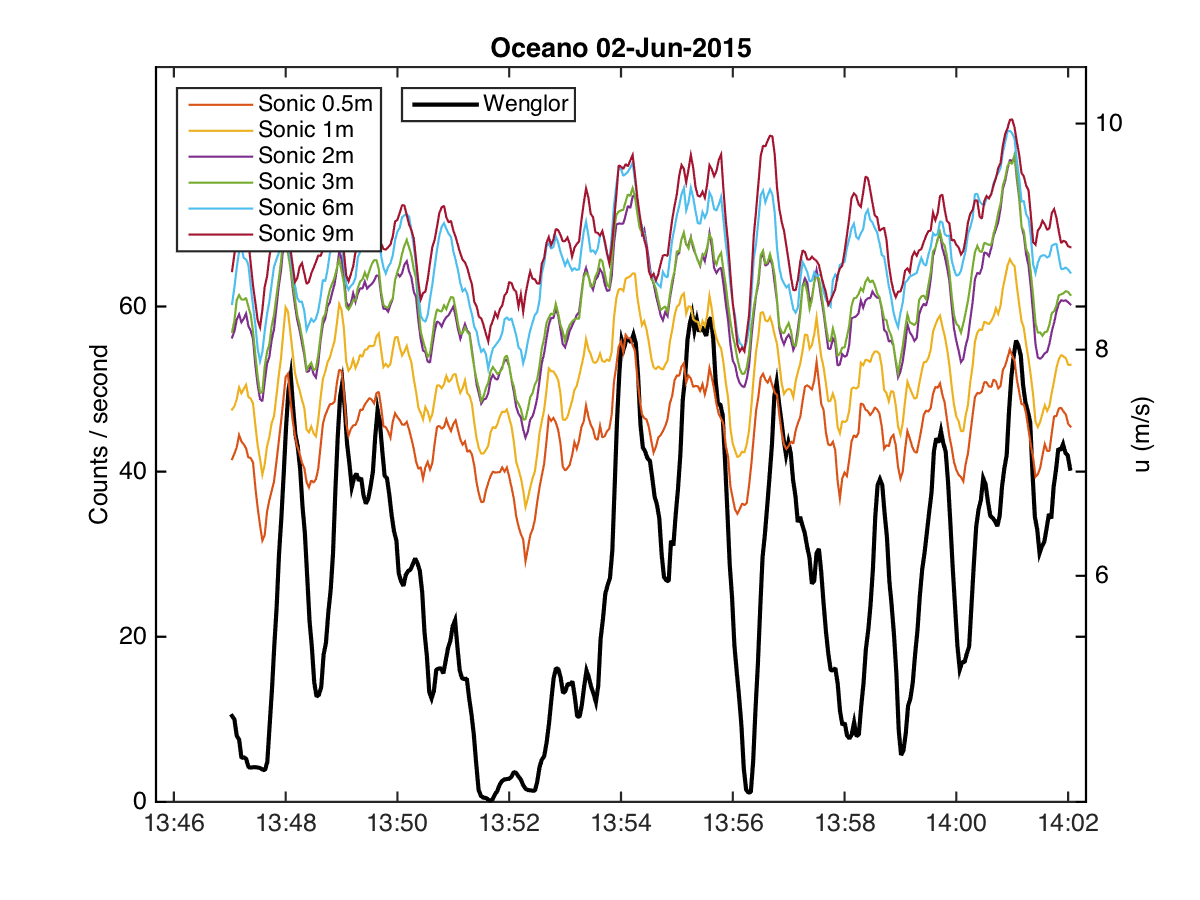 Oceano 02-Jun-2015
Sonic 0.5m
Sonic 1m
Sonic 2m
Sonic 3m
Sonic 6m
Sonic 9m
Wenglor
Counts / second
60
40
20
0
10
8
6
u (m/s)
13:46 13:48 13:50 13:52 13:54 13:56 13:58 14:00 14:02